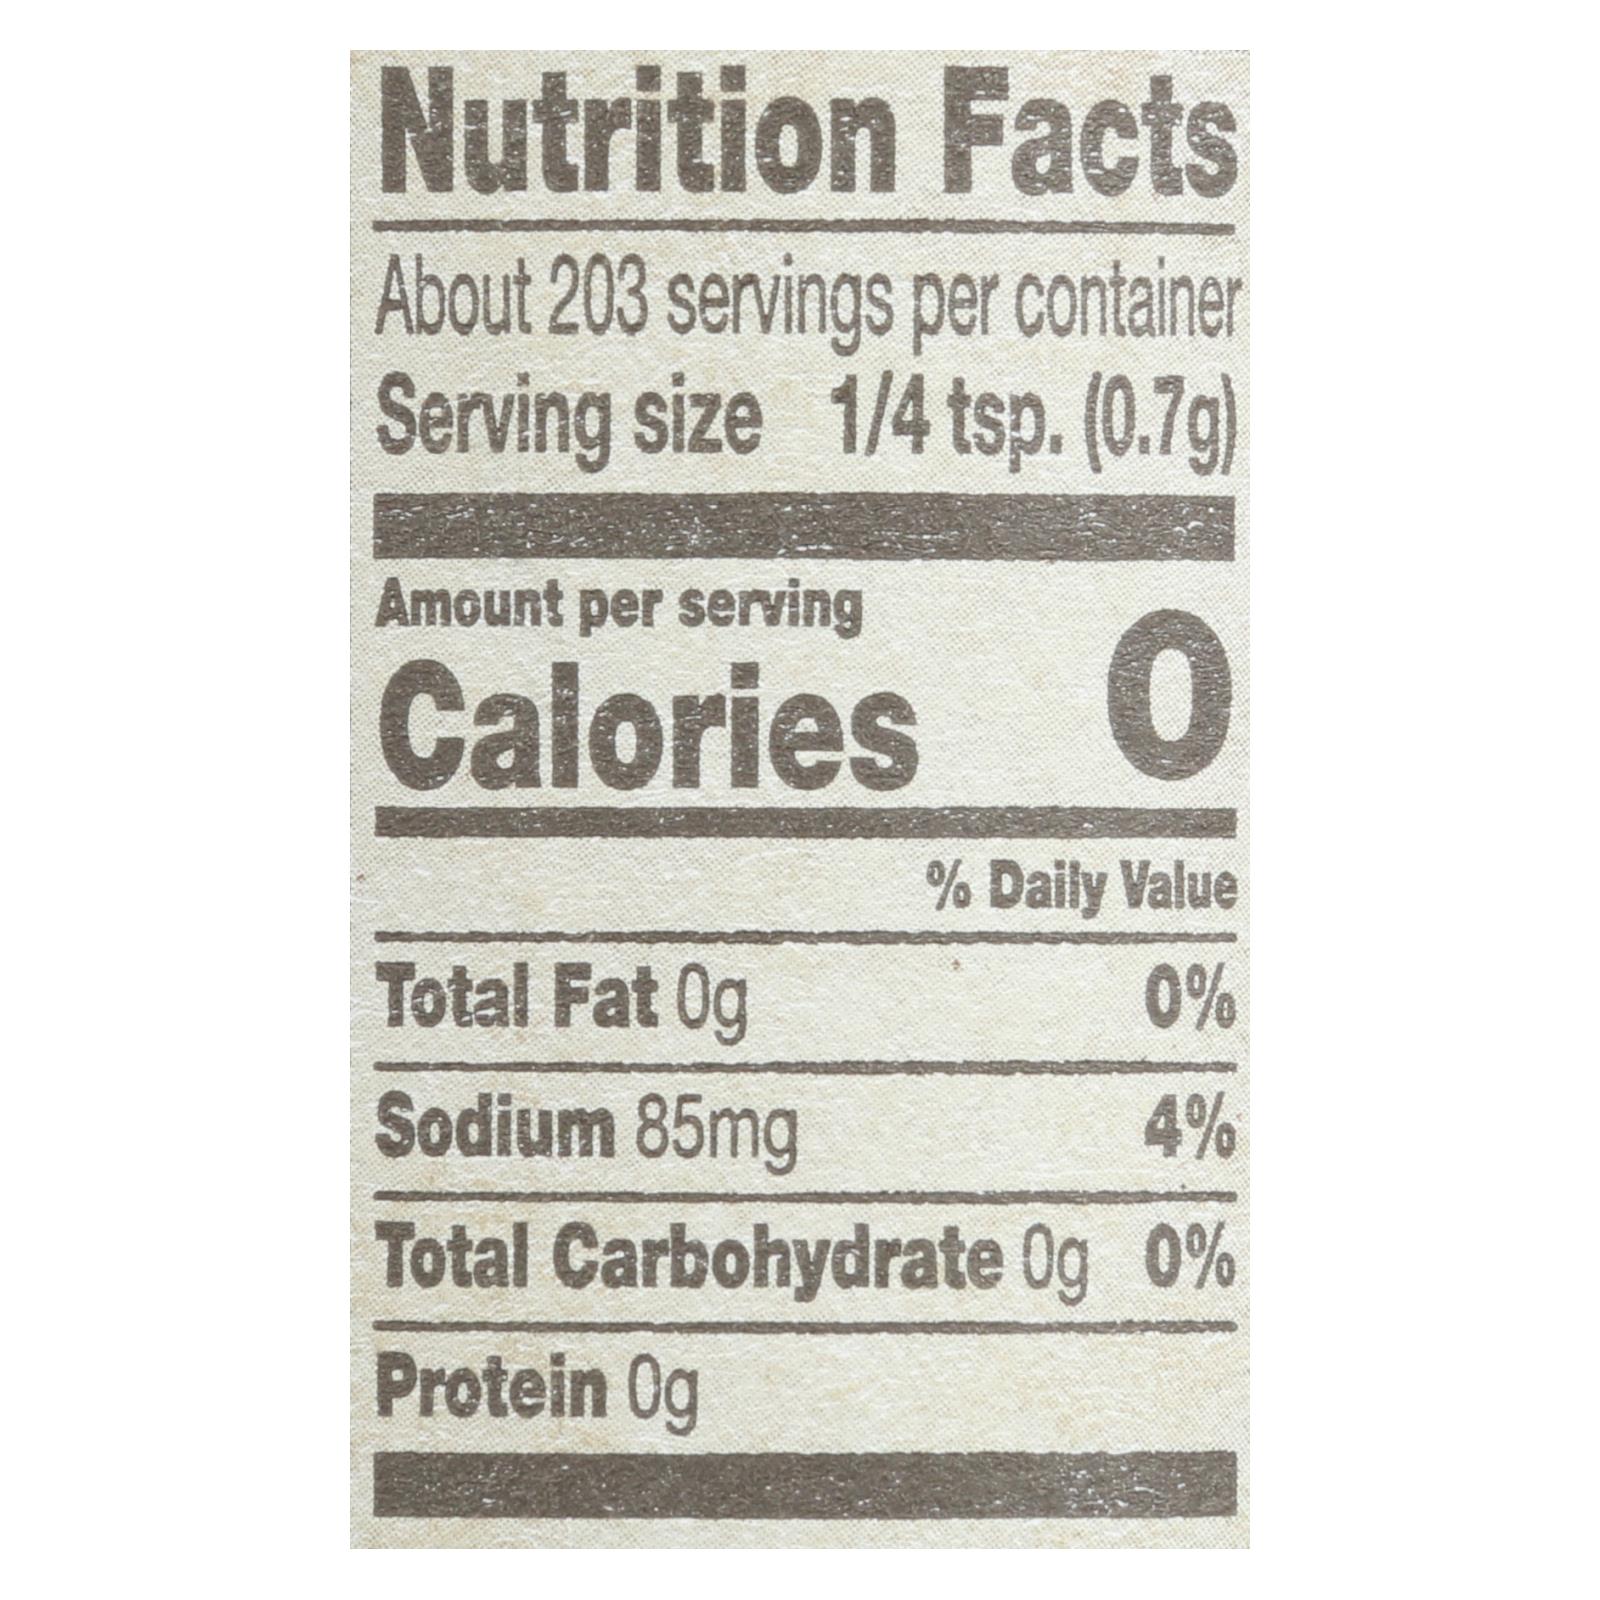 Nutrition Facts
About 203 servings per container
Serving size 1/4 tsp. (0.7g)
Amount per serving
Calories 0
% Daily Value
Total Fat 0g 0%
Sodium 85mg 4%
Total Carbohydrate 0g 0%
Protein 0g